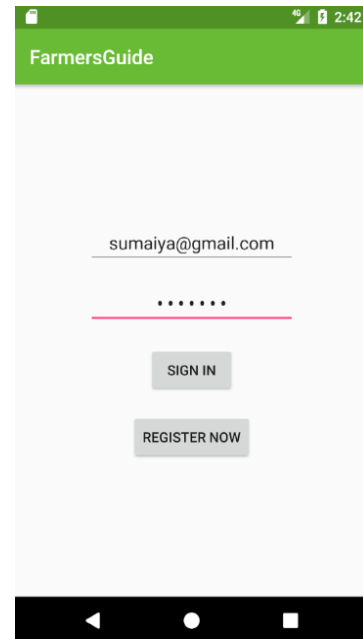 4G 2:42
FarmersGuide
sumaiya@gmail.com
•••••••
SIGN IN
REGISTER NOW